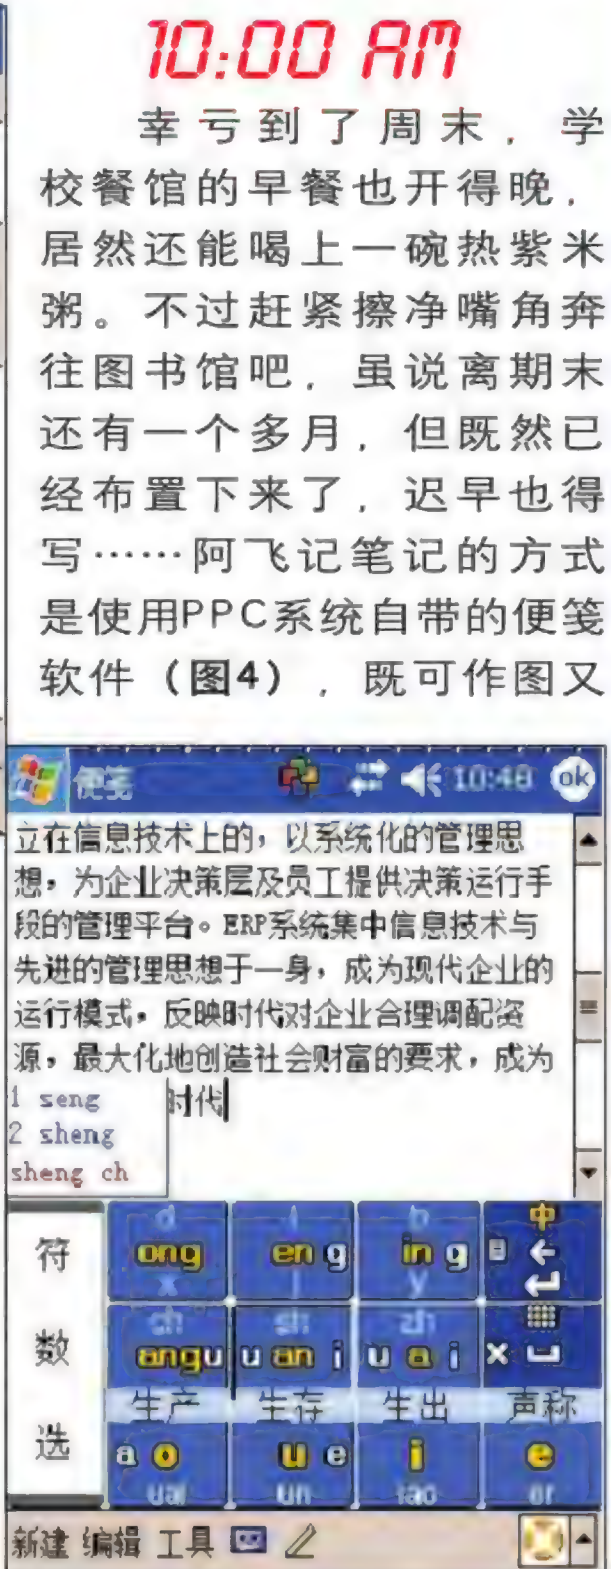 10:00 AM
幸亏到了周末，学
校餐馆的早餐也开得晚，
居然还能喝上一碗热紫米
粥。不过赶紧擦净嘴角奔
往图书馆吧，虽说离期末
还有一个多月，但既然已
经布置下来了，迟早也得
写……阿飞记笔记的方式
是使用PPC系统自带的便笺
软件（图4），既可作图又
便笺 10:48 ok
立在信息技术上的，以系统化的管理思
想，为企业决策层及员工提供决策运行手
段的管理平台。ERP系统集中信息技术与
先进的管理思想于一身，成为现代企业的
运行模式，反映时代对企业合理调配资
源，最大化地创造社会财富的要求，成为
1 seng 时代
2 sheng
sheng ch
符 ong en g in g 中
x j y
数 ch sh zh
ang u u an i u a i
生产 生存 生出 声称
选 a o u e i e
uai un iao er
新建 编辑 工具